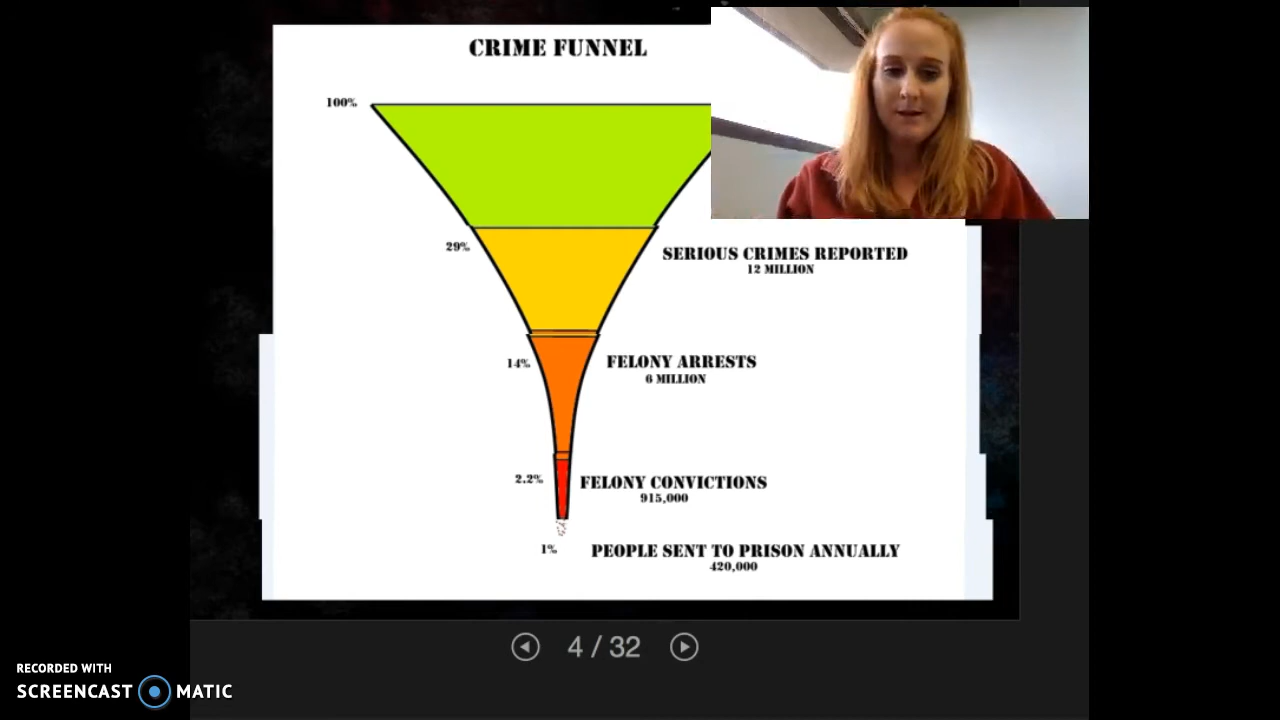 CRIME FUNNEL
100%
29%
SERIOUS CRIMES REPORTED
12 MILLION
14%
FELONY ARRESTS
6 MILLION
2.2%
FELONY CONVICTIONS
915,000
1%
PEOPLE SENT TO PRISON ANNUALLY
420,000
4 / 32
RECORDED WITH
SCREENCAST MATIC